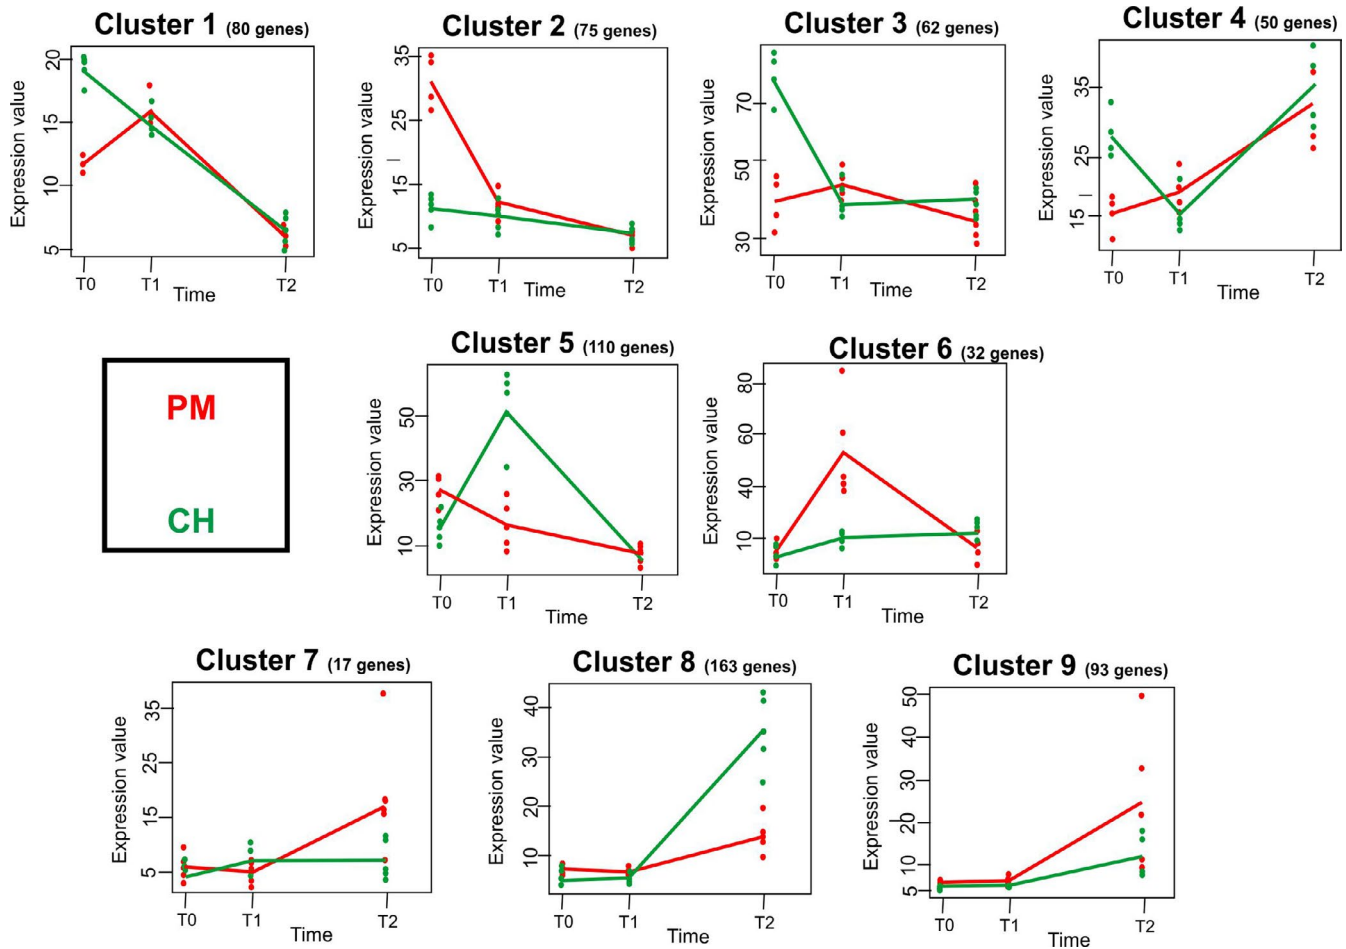 Cluster 1 (80 genes)
Expression value
20
15
10
5
T0
T1
T2
Time
Cluster 2 (75 genes)
Expression value
35
25
15
5
T0
T1
T2
Time
Cluster 3 (62 genes)
Expression value
70
50
30
T0
T1
T2
Time
Cluster 4 (50 genes)
Expression value
35
25
15
T0
T1
T2
Time
PM
CH
Cluster 5 (110 genes)
Expression value
50
30
10
T0
T1
T2
Time
Cluster 6 (32 genes)
Expression value
80
60
40
10
T0
T1
T2
Time
Cluster 7 (17 genes)
Expression value
35
25
15
5
T0
T1
T2
Time
Cluster 8 (163 genes)
Expression value
40
30
20
10
T0
T1
T2
Time
Cluster 9 (93 genes)
Expression value
50
40
30
20
10
5
T0
T1
T2
Time